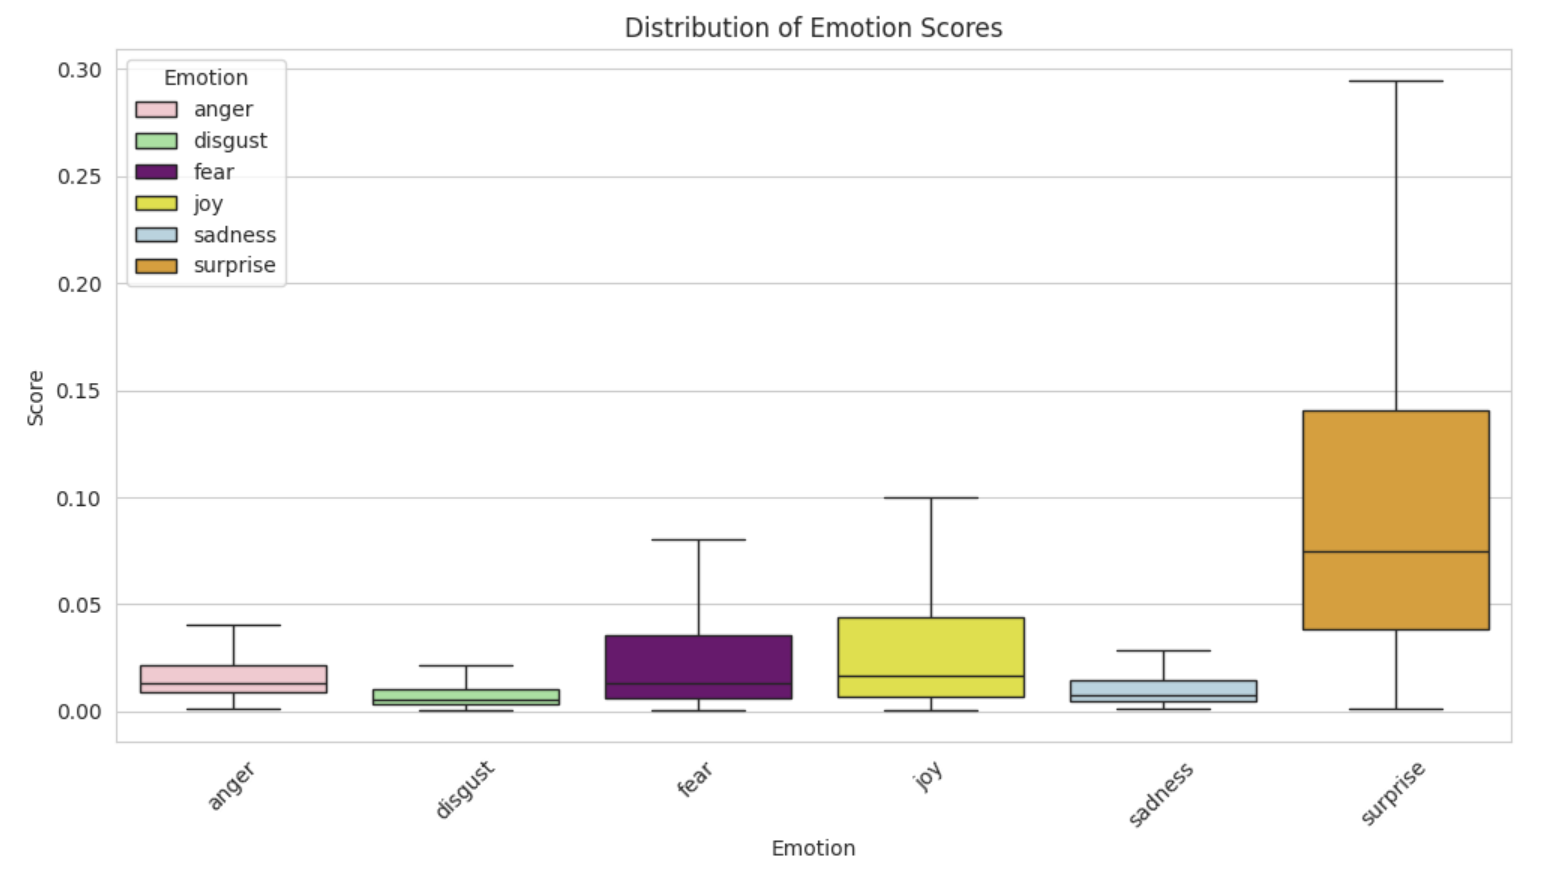 Distribution of Emotion Scores
Emotion
anger
disgust
fear
joy
sadness
surprise
0.30
0.25
0.20
0.15
0.10
0.05
0.00
Score
anger
disgust
fear
joy
sadness
surprise
Emotion